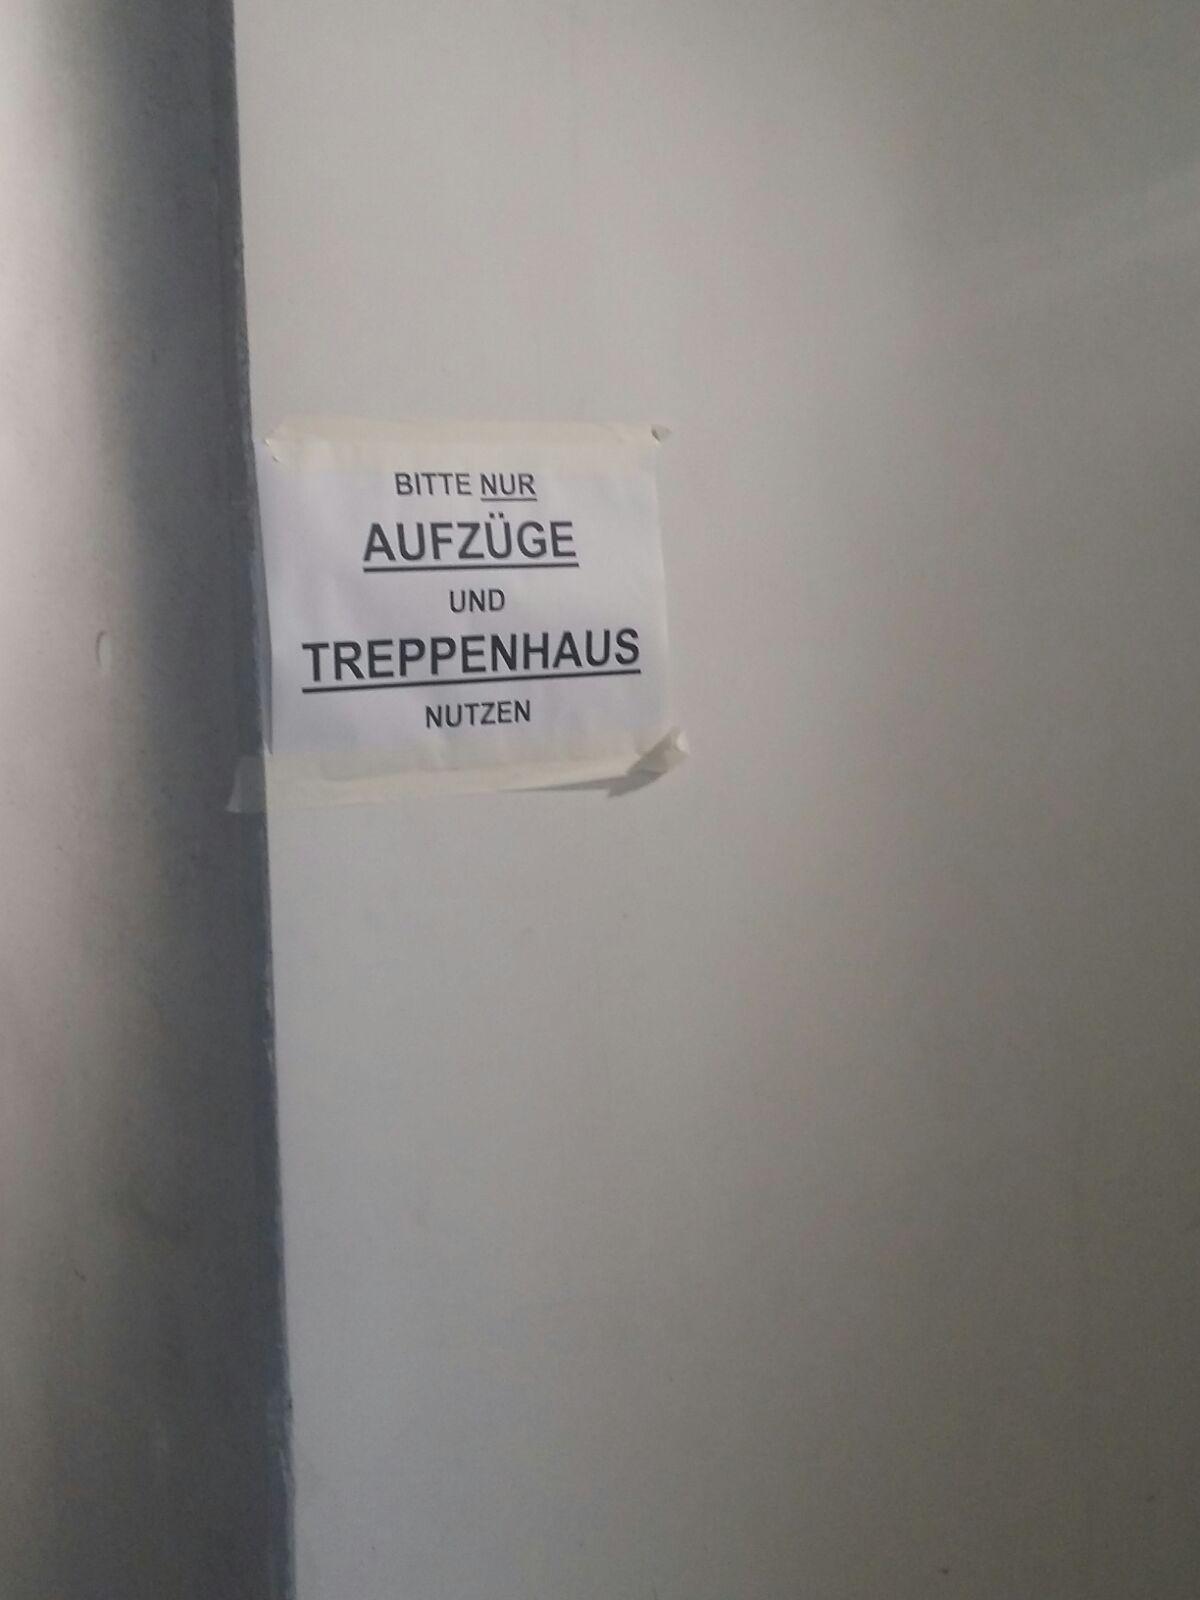 BITTE NUR
AUFZÜGE
UND
TREPPENHAUS
NUTZEN